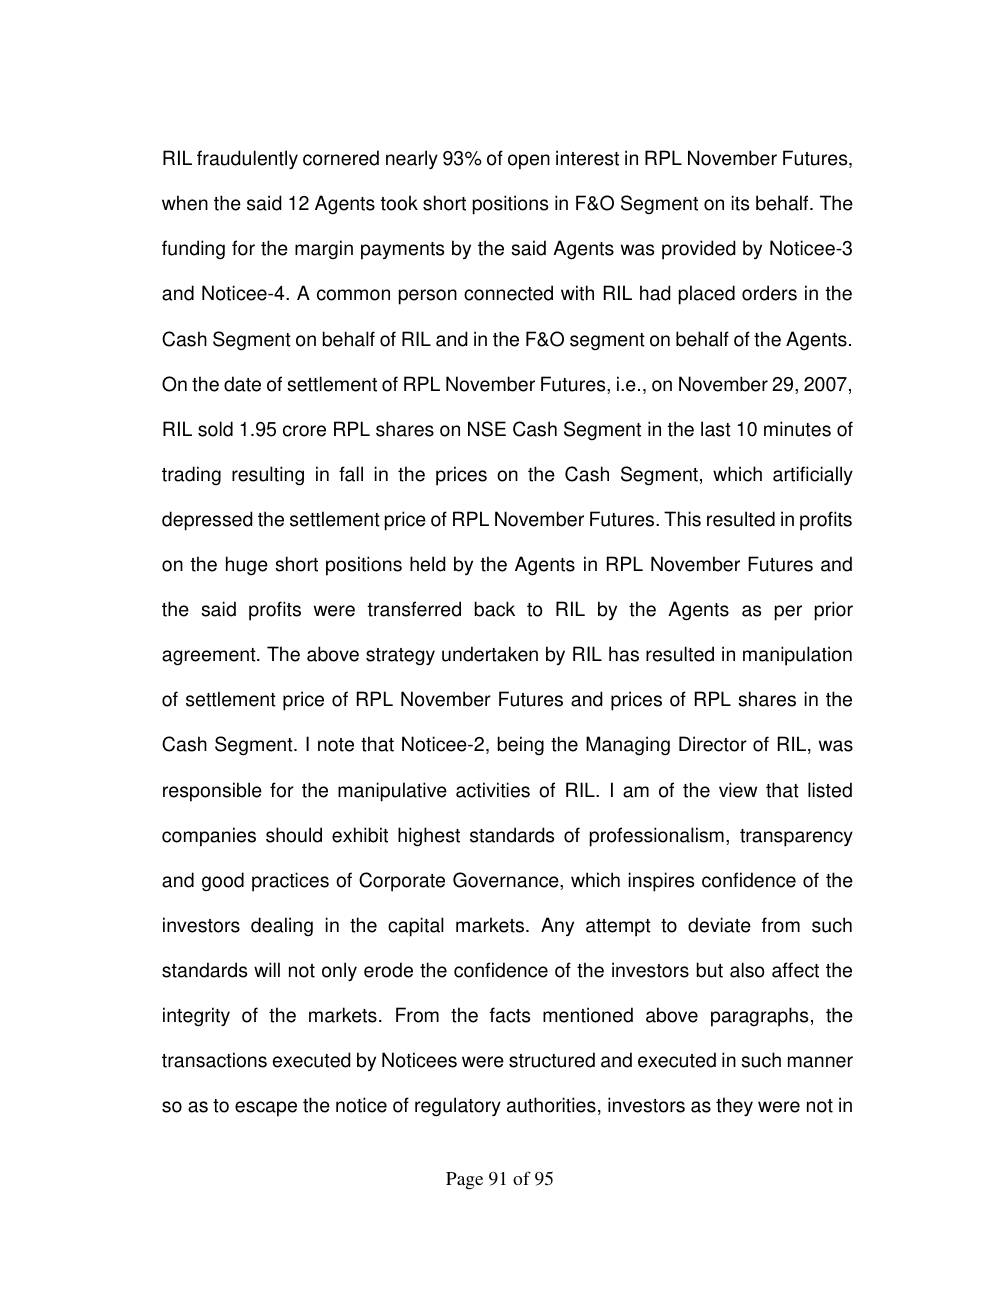 RIL fraudulently cornered nearly 93% of open interest in RPL November Futures,
when the said 12 Agents took short positions in F&O Segment on its behalf. The
funding for the margin payments by the said Agents was provided by Noticee-3
and Noticee-4. A common person connected with RIL had placed orders in the
Cash Segment on behalf of RIL and in the F&O segment on behalf of the Agents.
On the date of settlement of RPL November Futures, i.e., on November 29, 2007,
RIL sold 1.95 crore RPL shares on NSE Cash Segment in the last 10 minutes of
trading resulting in fall in the prices on the Cash Segment, which artificially
depressed the settlement price of RPL November Futures. This resulted in profits
on the huge short positions held by the Agents in RPL November Futures and
the said profits were transferred back to RIL by the Agents as per prior
agreement. The above strategy undertaken by RIL has resulted in manipulation
of settlement price of RPL November Futures and prices of RPL shares in the
Cash Segment. I note that Noticee-2, being the Managing Director of RIL, was
responsible for the manipulative activities of RIL. I am of the view that listed
companies should exhibit highest standards of professionalism, transparency
and good practices of Corporate Governance, which inspires confidence of the
investors dealing in the capital markets. Any attempt to deviate from such
standards will not only erode the confidence of the investors but also affect the
integrity of the markets. From the facts mentioned above paragraphs, the
transactions executed by Noticees were structured and executed in such manner
so as to escape the notice of regulatory authorities, investors as they were not in
Page 91 of 95